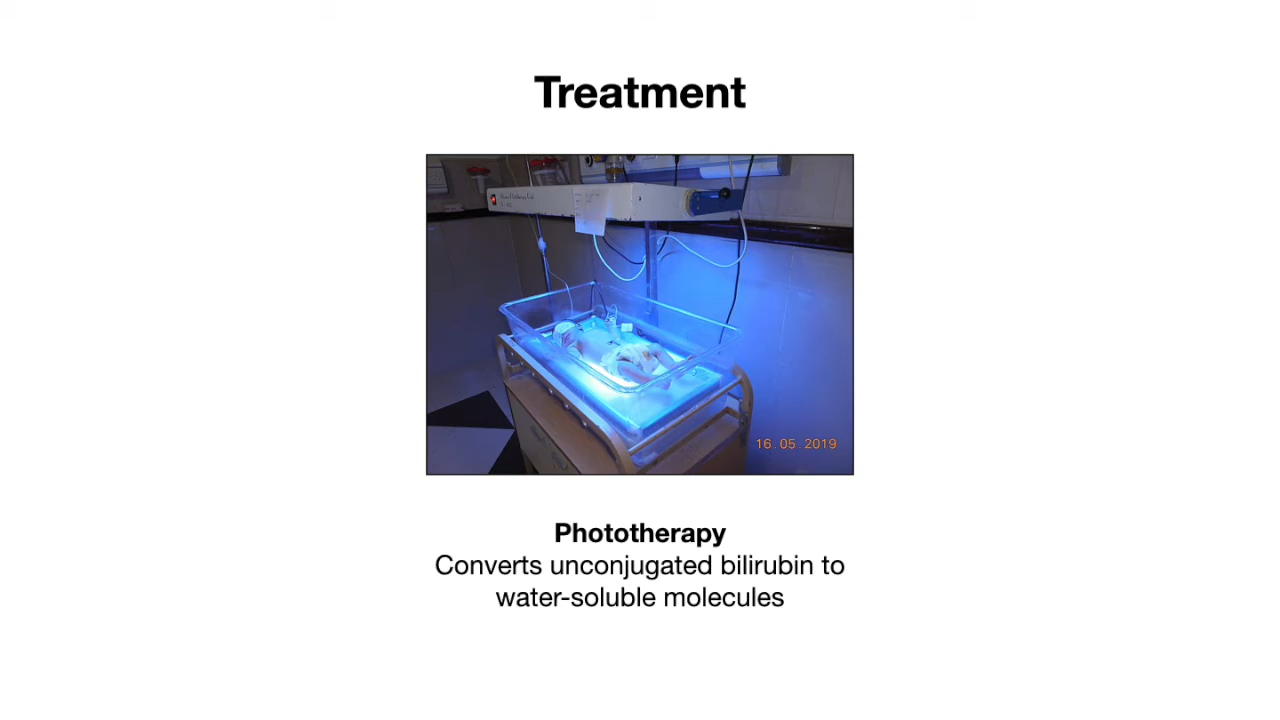 Treatment
16.05.2019
Phototherapy
Converts unconjugated bilirubin to
water-soluble molecules